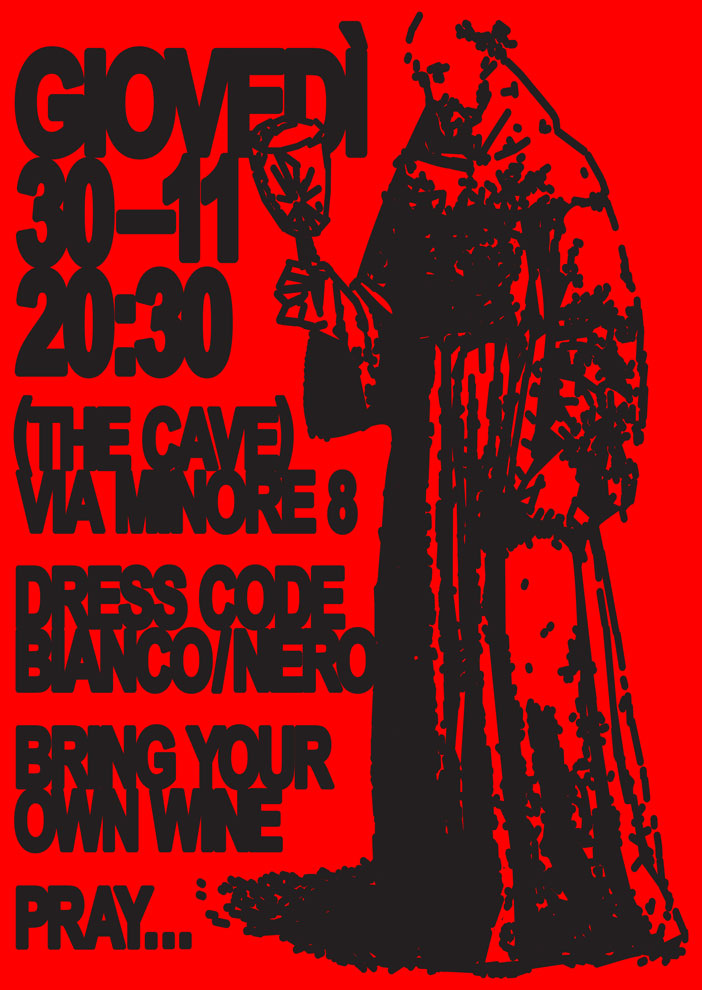 GIOVEDÌ
30–11
20:30
(THE CAVE)
VIA MINORE 8
DRESS CODE
BIANCO/NERO
BRING YOUR
OWN WINE
PRAY...